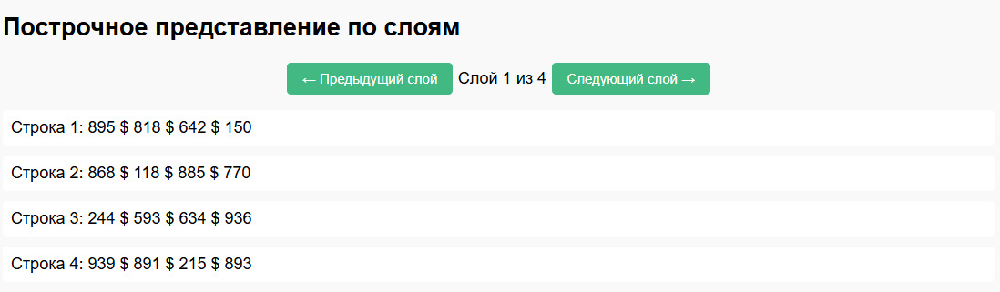 Построчное представление по слоям
← Предыдущий слой Слой 1 из 4 Следующий слой →
Строка 1: 895 $ 818 $ 642 $ 150
Строка 2: 868 $ 118 $ 885 $ 770
Строка 3: 244 $ 593 $ 634 $ 936
Строка 4: 939 $ 891 $ 215 $ 893